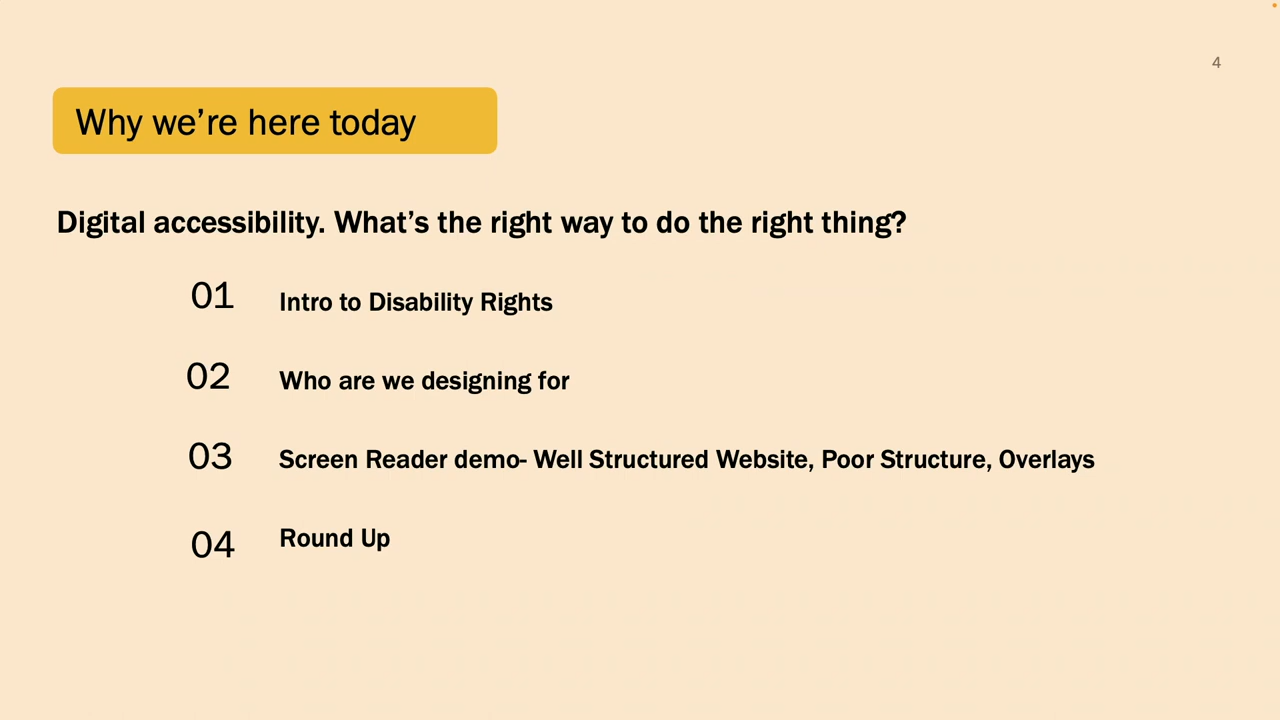 4
Why we’re here today
Digital accessibility. What’s the right way to do the right thing?
01 Intro to Disability Rights
02 Who are we designing for
03 Screen Reader demo- Well Structured Website, Poor Structure, Overlays
04 Round Up